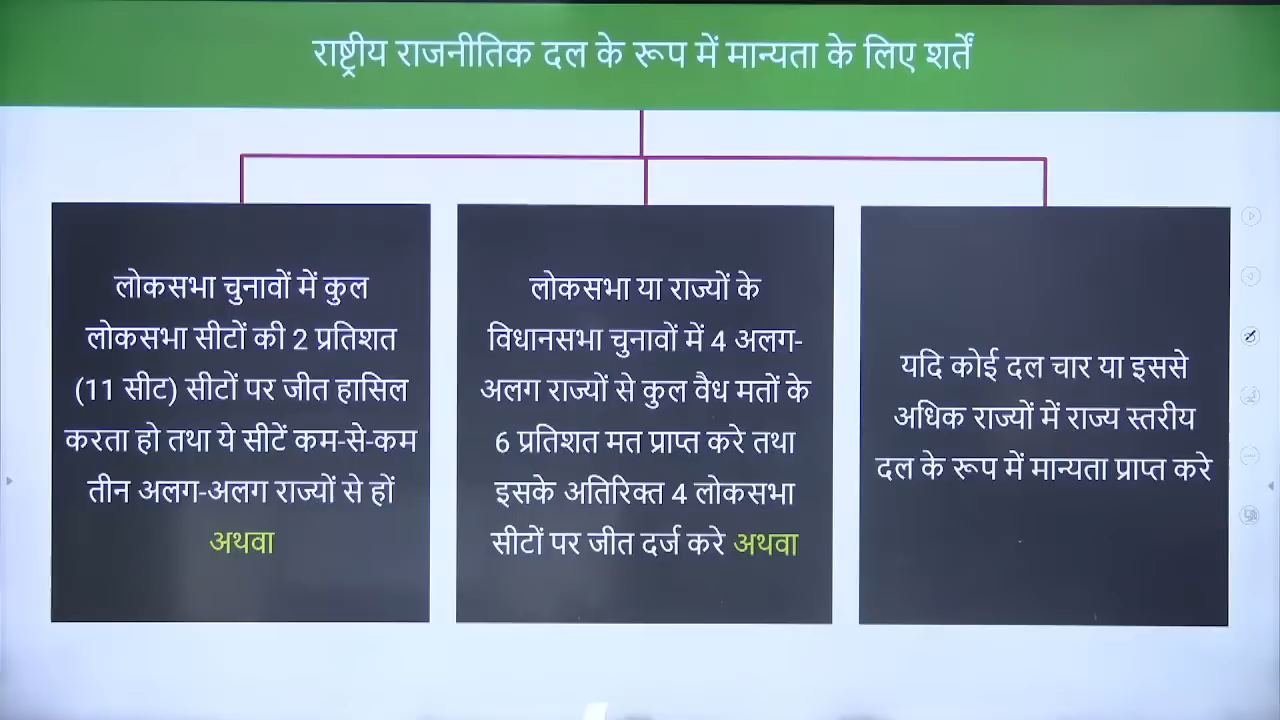 राष्ट्रीय राजनीतिक दल के रूप में मान्यता के लिए शर्तें
लोकसभा चुनावों में कुल
लोकसभा सीटों की 2 प्रतिशत
(11 सीट) सीटों पर जीत हासिल
करता हो तथा ये सीटें कम-से-कम
तीन अलग-अलग राज्यों से हों
अथवा
लोकसभा या राज्यों के
विधानसभा चुनावों में 4 अलग-
अलग राज्यों से कुल वैध मतों के
6 प्रतिशत मत प्राप्त करे तथा
इसके अतिरिक्त 4 लोकसभा
सीटों पर जीत दर्ज करे अथवा
यदि कोई दल चार या इससे
अधिक राज्यों में राज्य स्तरीय
दल के रूप में मान्यता प्राप्त करे